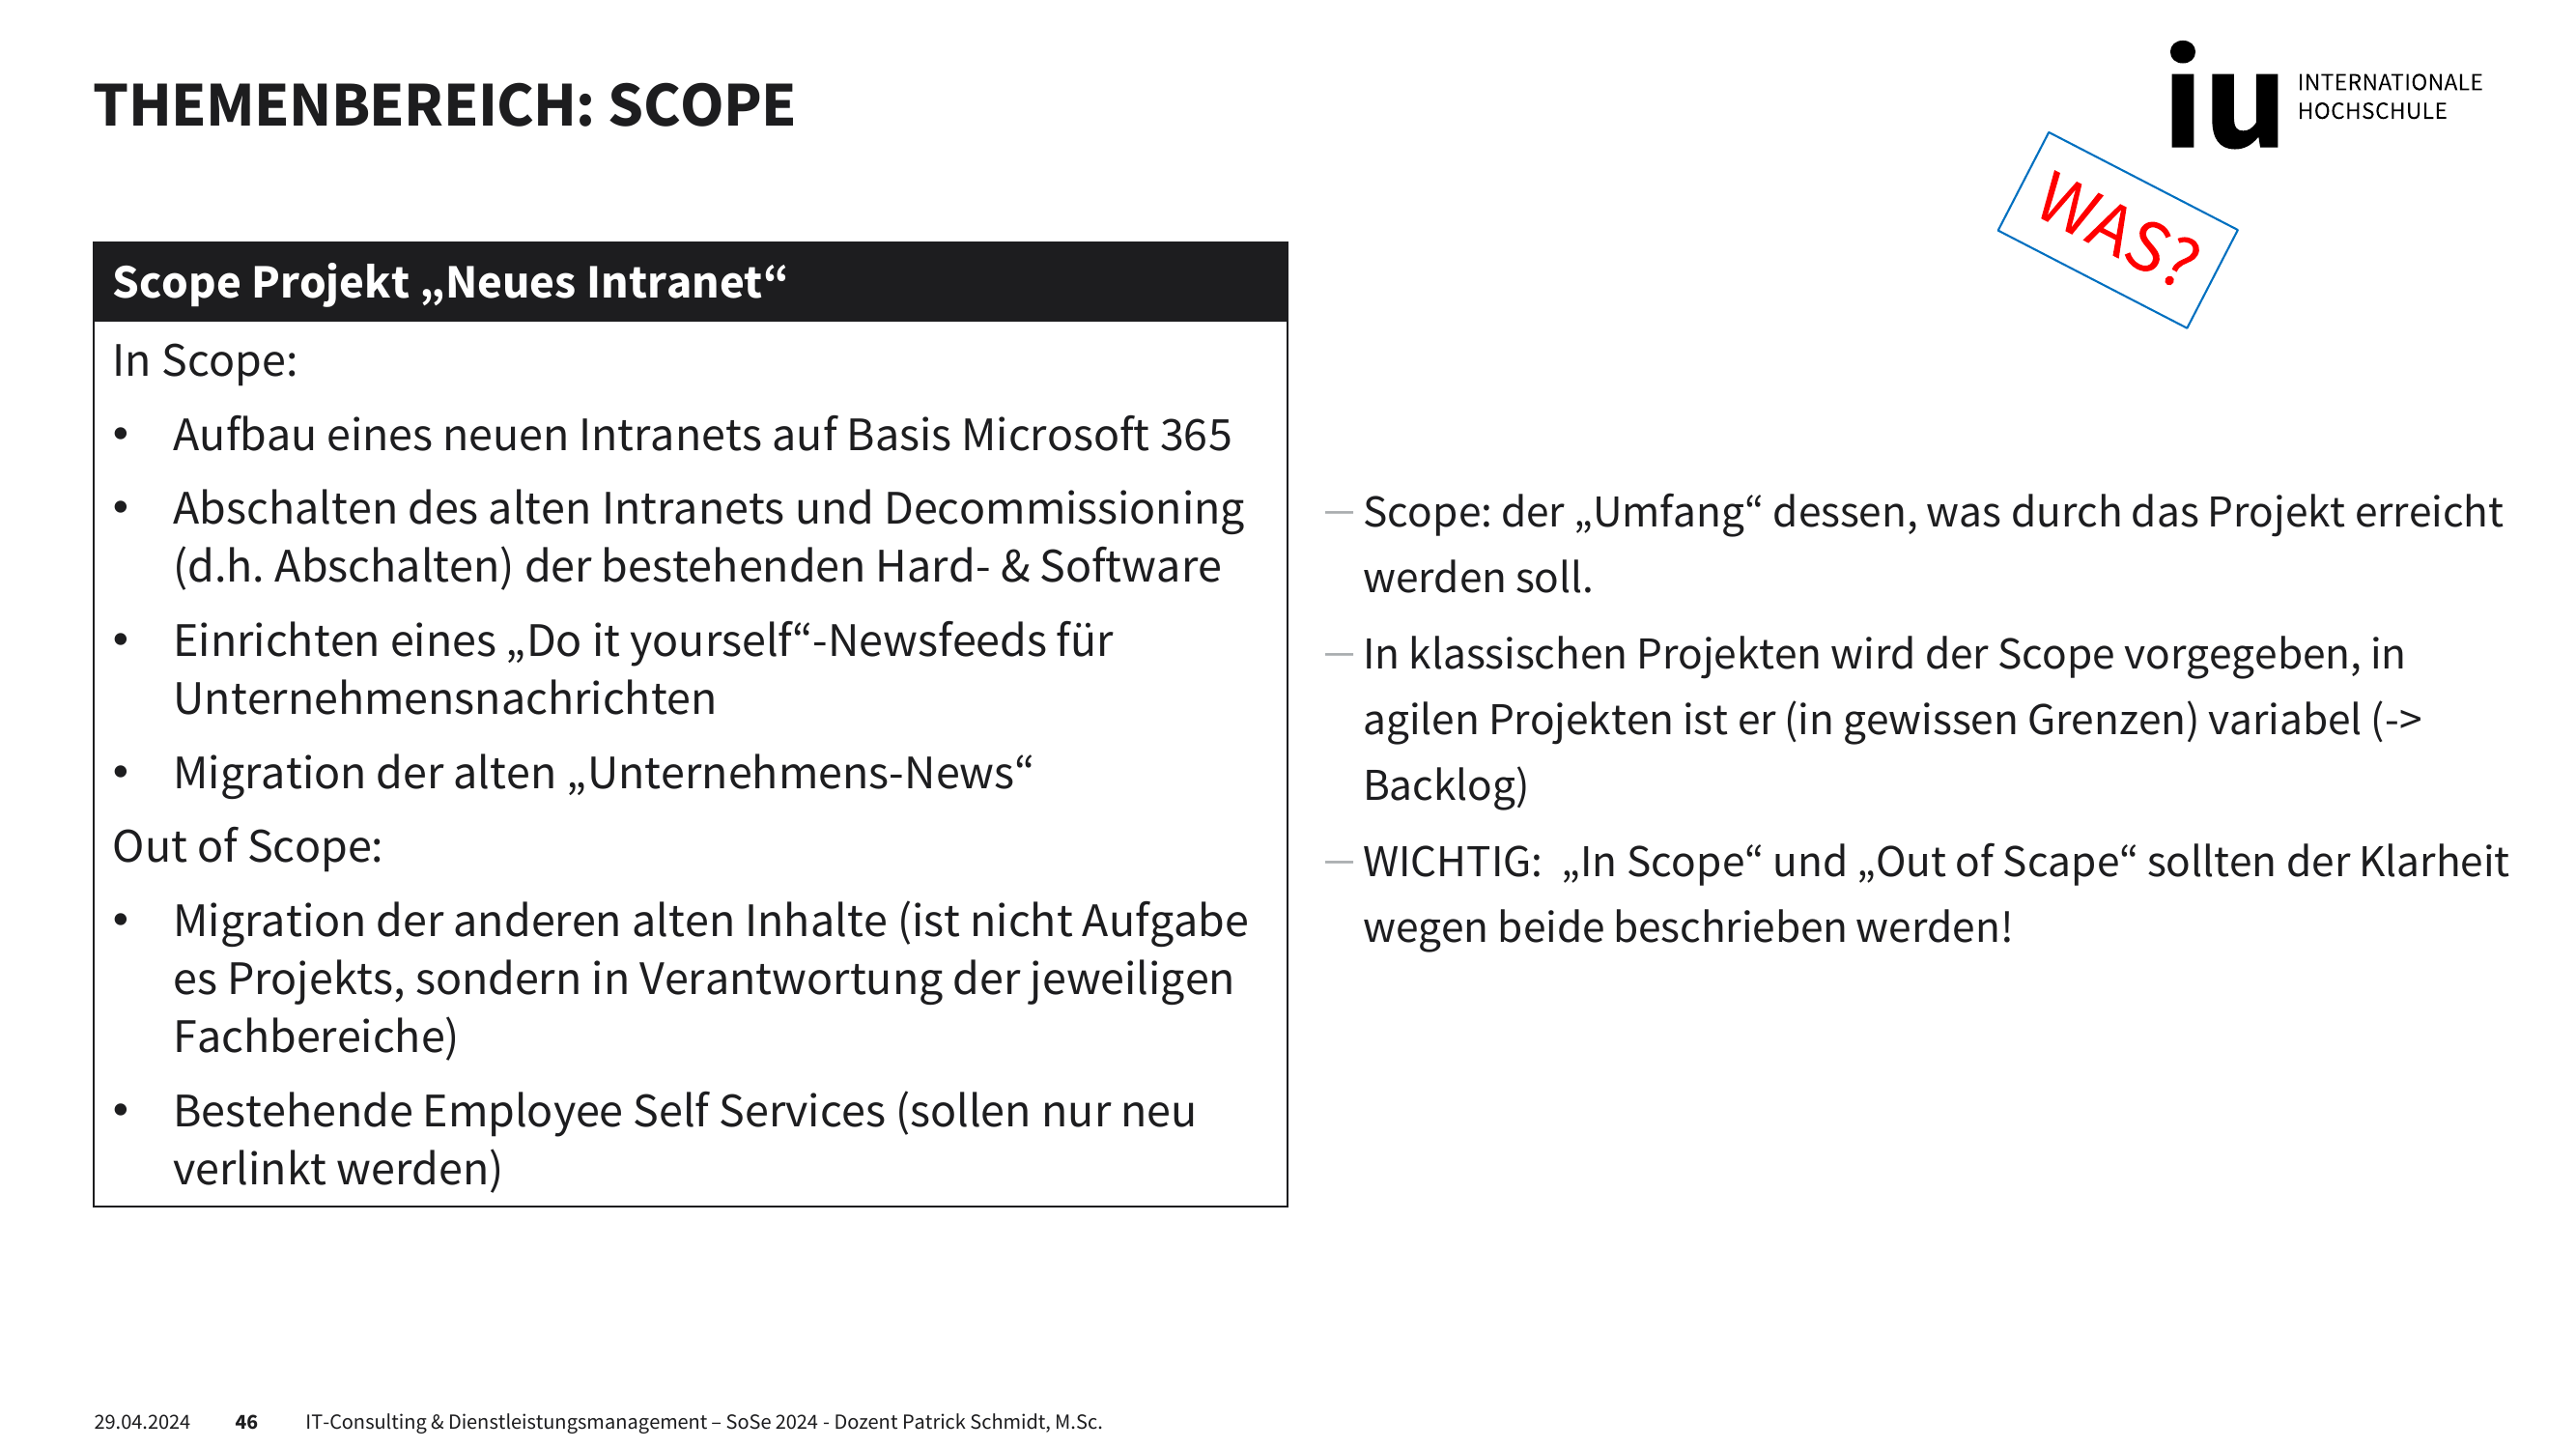 THEMENBEREICH: SCOPE
iu INTERNATIONALE
HOCHSCHULE
WAS?
Scope Projekt „Neues Intranet“
In Scope:
• Aufbau eines neuen Intranets auf Basis Microsoft 365
• Abschalten des alten Intranets und Decommissioning
(d.h. Abschalten) der bestehenden Hard- & Software
• Einrichten eines „Do it yourself“-Newsfeeds für
Unternehmensnachrichten
• Migration der alten „Unternehmens-News“
Out of Scope:
• Migration der anderen alten Inhalte (ist nicht Aufgabe
es Projekts, sondern in Verantwortung der jeweiligen
Fachbereiche)
• Bestehende Employee Self Services (sollen nur neu
verlinkt werden)
— Scope: der „Umfang“ dessen, was durch das Projekt erreicht
werden soll.
— In klassischen Projekten wird der Scope vorgegeben, in
agilen Projekten ist er (in gewissen Grenzen) variabel (->
Backlog)
— WICHTIG: „In Scope“ und „Out of Scape“ sollten der Klarheit
wegen beide beschrieben werden!
29.04.2024 46 IT-Consulting & Dienstleistungsmanagement – SoSe 2024 - Dozent Patrick Schmidt, M.Sc.